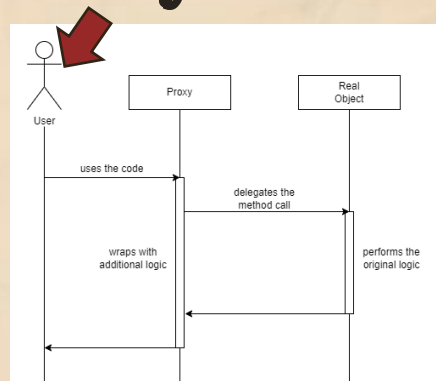 Proxy
Real
Object
User
uses the code
delegates the
method call
wraps with
additional logic
performs the
original logic